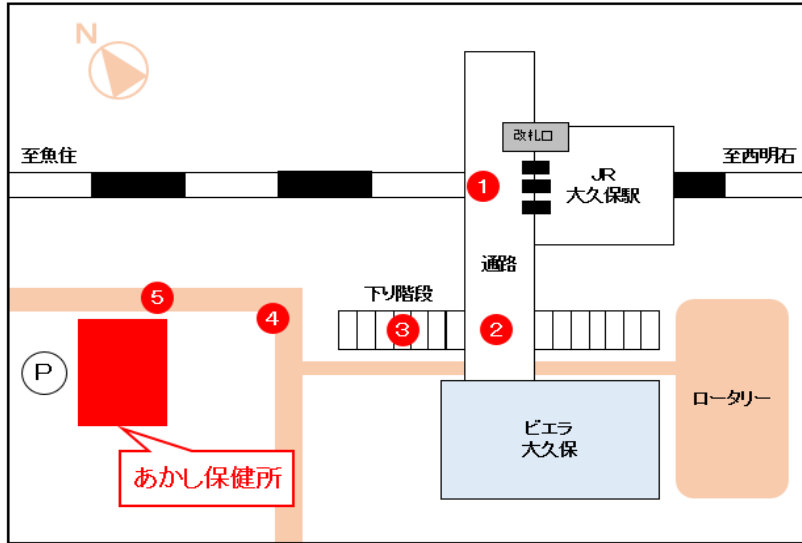 N
改札口
至魚住
至西明石
JR
大久保駅
1
通路
5
下り階段
4
3
2
P
ロータリー
ビエラ
大久保
あかし保健所